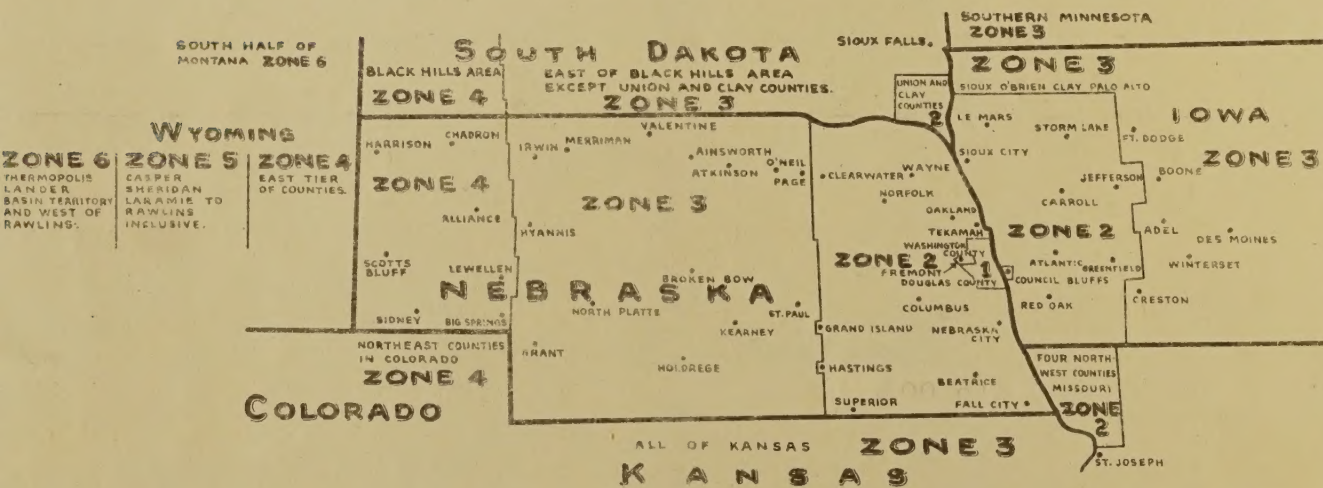 SOUTHERN MINNESOTA
ZONE 3
SOUTH HALF OF
MONTANA ZONE 6
SOUTH DAKOTA
SIOUX FALLS.
BLACK HILLS AREA
ZONE 4
EAST OF BLACK HILLS AREA
EXCEPT UNION AND CLAY COUNTIES.
ZONE 3
UNION AND
CLAY
COUNTIES
2
ZONE 3
SIOUX O'BRIEN CLAY PALO ALTO
IOWA
ZONE 3
WYOMING
ZONE 6
THERMOPOLIS
LANDER
BASIN TERRITORY
AND WEST OF
RAWLINS.
ZONE 5
CASPER
SHERIDAN
LARAMIE TO
RAWLINS
INCLUSIVE.
ZONE 4
EAST TIER
OF COUNTIES.
HARRISON
CHADRON
ZONE 4
ALLIANCE
SCOTTS
BLUFF
LEWELLEN
SIDNEY
BIG SPRINGS
IRWIN
MERRIMAN
VALENTINE
AINSWORTH
ATKINSON
O'NEIL
PAGE
ZONE 3
HYANNIS
BROKEN BOW
NEBRASKA
NORTH PLATTE
ST. PAUL
KEARNEY
GRANT
HOLDREGE
CLEARWATER
WAYNE
NORFOLK
OAKLAND
TEKAMAH
WASHINGTON
COUNTY
ZONE 2
FREMONT
DOUGLAS COUNTY
1
COLUMBUS
GRAND ISLAND
NEBRASKA
CITY
HASTINGS
BEATRICE
SUPERIOR
FALL CITY
LE MARS
STORM LAKE
FT. DODGE
SIOUX CITY
JEFFERSON
BOONE
CARROLL
ZONE 2
ADEL
DES MOINES
ATLANTIC
GREENFIELD
WINTERSET
COUNCIL BLUFFS
RED OAK
CRESTON
FOUR NORTH-
WEST COUNTIES
MISSOURI
ZONE
2
ST. JOSEPH
NORTHEAST COUNTIES
IN COLORADO
ZONE 4
COLORADO
ALL OF KANSAS ZONE 3
KANSAS